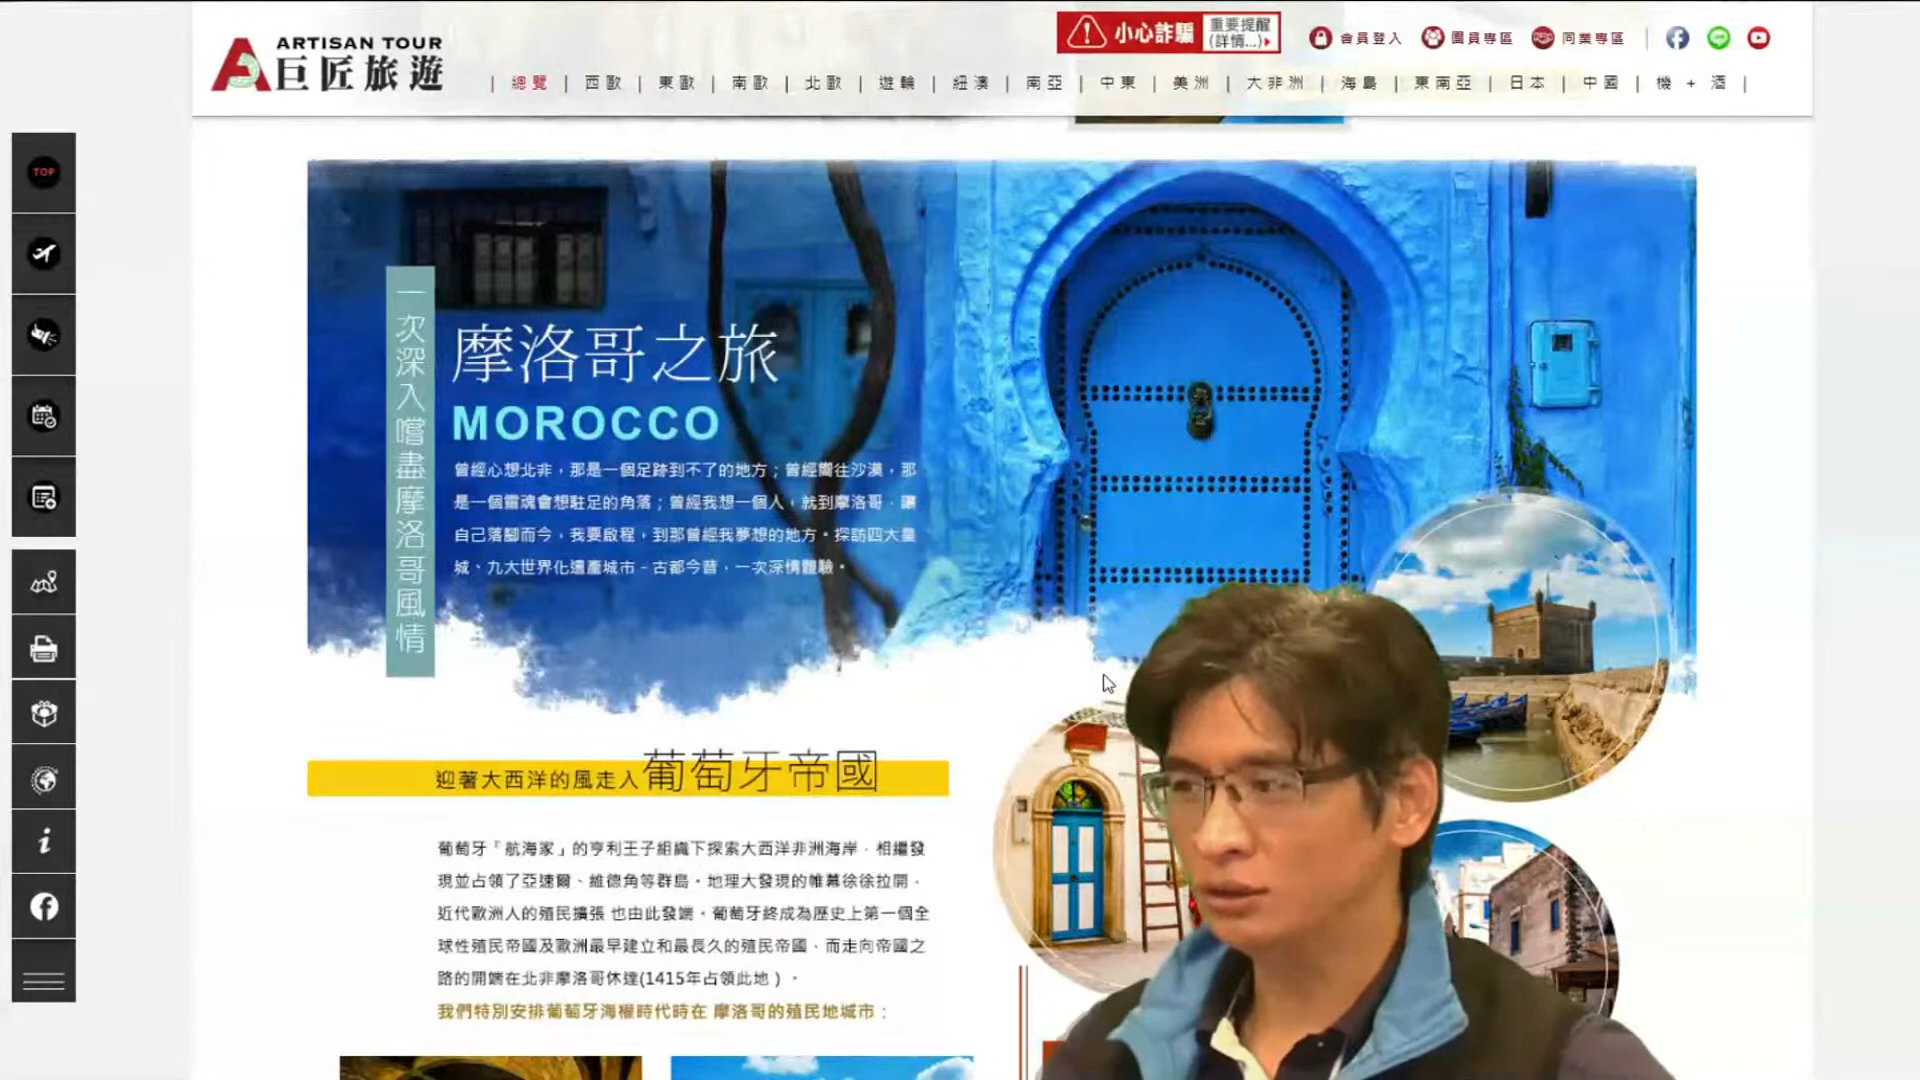 ARTISAN TOUR
巨匠旅遊
小心詐騙
重要提醒
(詳情...)
會員登入
團員專區
同業專區
| 總覽 | 西歐 | 東歐 | 南歐 | 北歐 | 遊輪 | 紐澳 | 南亞 | 中東 | 美洲 | 大非洲 | 海島 | 東南亞 | 日本 | 中國 | 機 + 酒 |
TOP
一次深入嚐盡摩洛哥風情
摩洛哥之旅
MOROCCO
曾經心想北非，那是一個足跡到不了的地方；曾經嚮往沙漠，那
是一個靈魂會想駐足的角落；曾經我想一個人，就到摩洛哥，讓
自己落腳而今，我要啟程，到那曾經我夢想的地方。探訪四大皇
城、九大世界化遺產城市－古都今昔，一次深情體驗。
迎著大西洋的風走入葡萄牙帝國
葡萄牙「航海家」的亨利王子組織下探索大西洋非洲海岸，相繼發
現並占領了亞速爾、維德角等群島。地理大發現的帷幕徐徐拉開，
近代歐洲人的殖民擴張 也由此發端。葡萄牙終成為歷史上第一個全
球性殖民帝國及歐洲最早建立和最長久的殖民帝國，而走向帝國之
路的開端在北非摩洛哥休達(1415年占領此地 ) 。
我們特別安排葡萄牙海權時代時在 摩洛哥的殖民地城市：